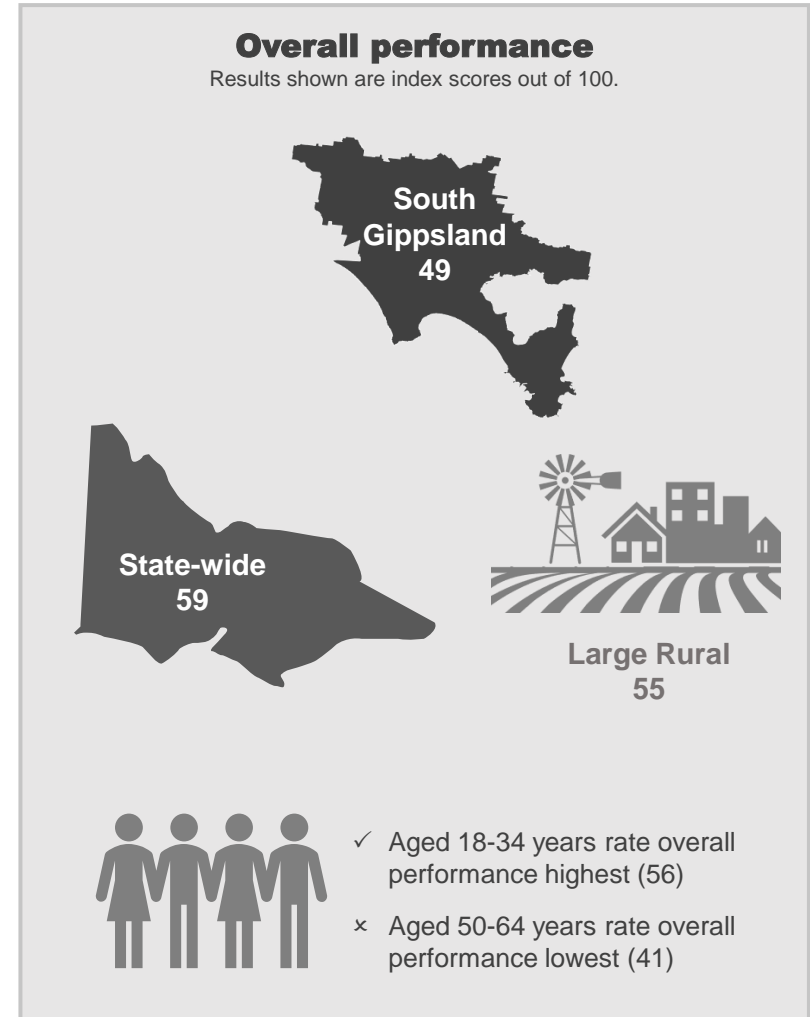 Overall performance
Results shown are index scores out of 100.
South
Gippsland
49
State-wide
59
Large Rural
55
✓ Aged 18-34 years rate overall
performance highest (56)
× Aged 50-64 years rate overall
performance lowest (41)